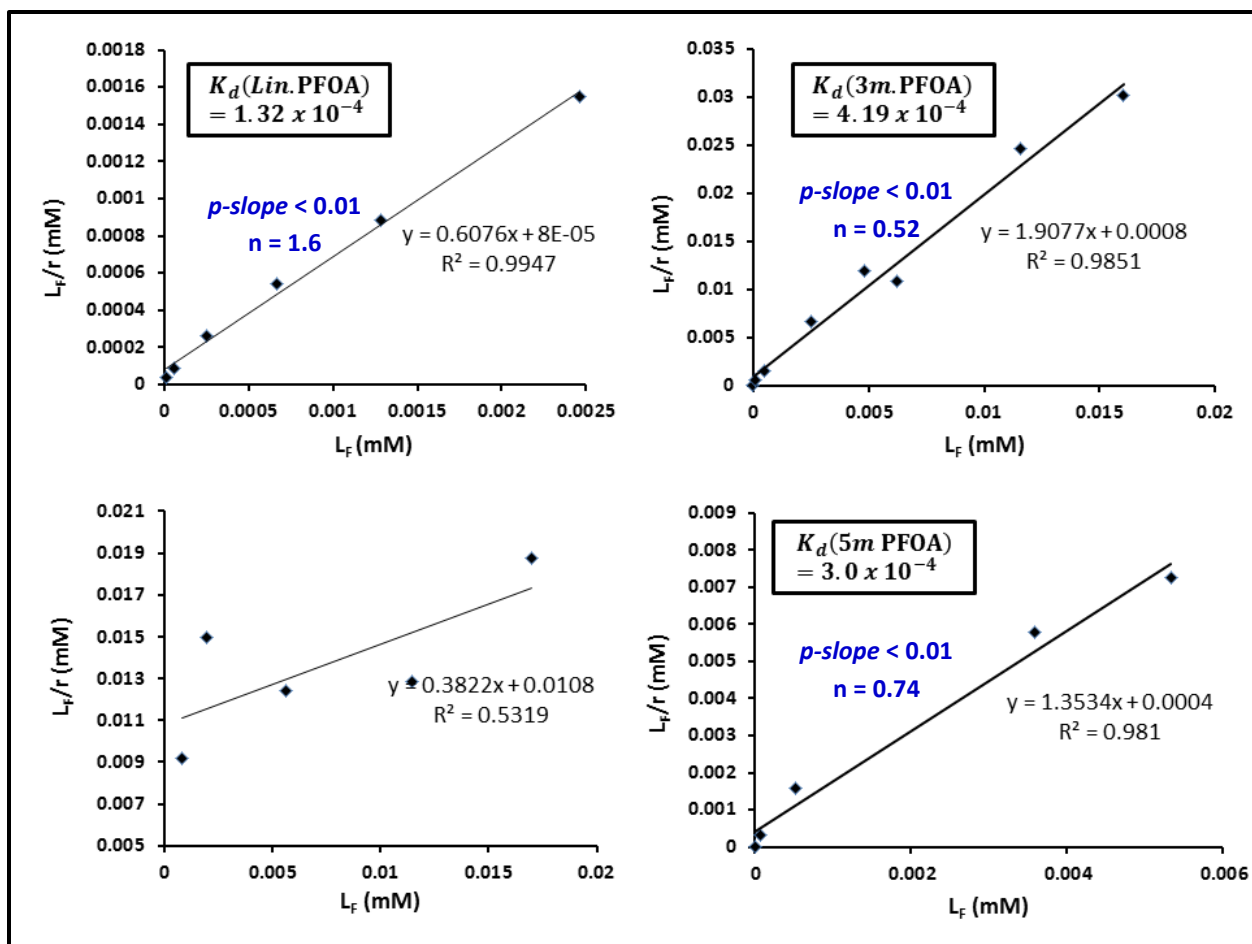 0.0018
0.0016
0.0014
0.0012
0.001
0.0008
0.0006
0.0004
0.0002
0
L_F/r (mM)
K_d(Lin.PFOA)
= 1.32 x 10^−4
p-slope < 0.01
n = 1.6
y = 0.6076x + 8E-05
R² = 0.9947
0 0.0005 0.001 0.0015 0.002 0.0025
L_F (mM)
0.035
0.03
0.025
0.02
0.015
0.01
0.005
0
L_F/r (mM)
K_d(3m.PFOA)
= 4.19 x 10^−4
p-slope < 0.01
n = 0.52
y = 1.9077x + 0.0008
R² = 0.9851
0 0.005 0.01 0.015 0.02
L_F (mM)
0.021
0.019
0.017
0.015
0.013
0.011
0.009
0.007
0.005
L_F/r (mM)
y = 0.3822x + 0.0108
R² = 0.5319
0 0.005 0.01 0.015 0.02
L_F (mM)
0.009
0.008
0.007
0.006
0.005
0.004
0.003
0.002
0.001
0
L_F/r (mM)
K_d(5m PFOA)
= 3.0 x 10^−4
p-slope < 0.01
n = 0.74
y = 1.3534x + 0.0004
R² = 0.981
0 0.002 0.004 0.006
L_F (mM)